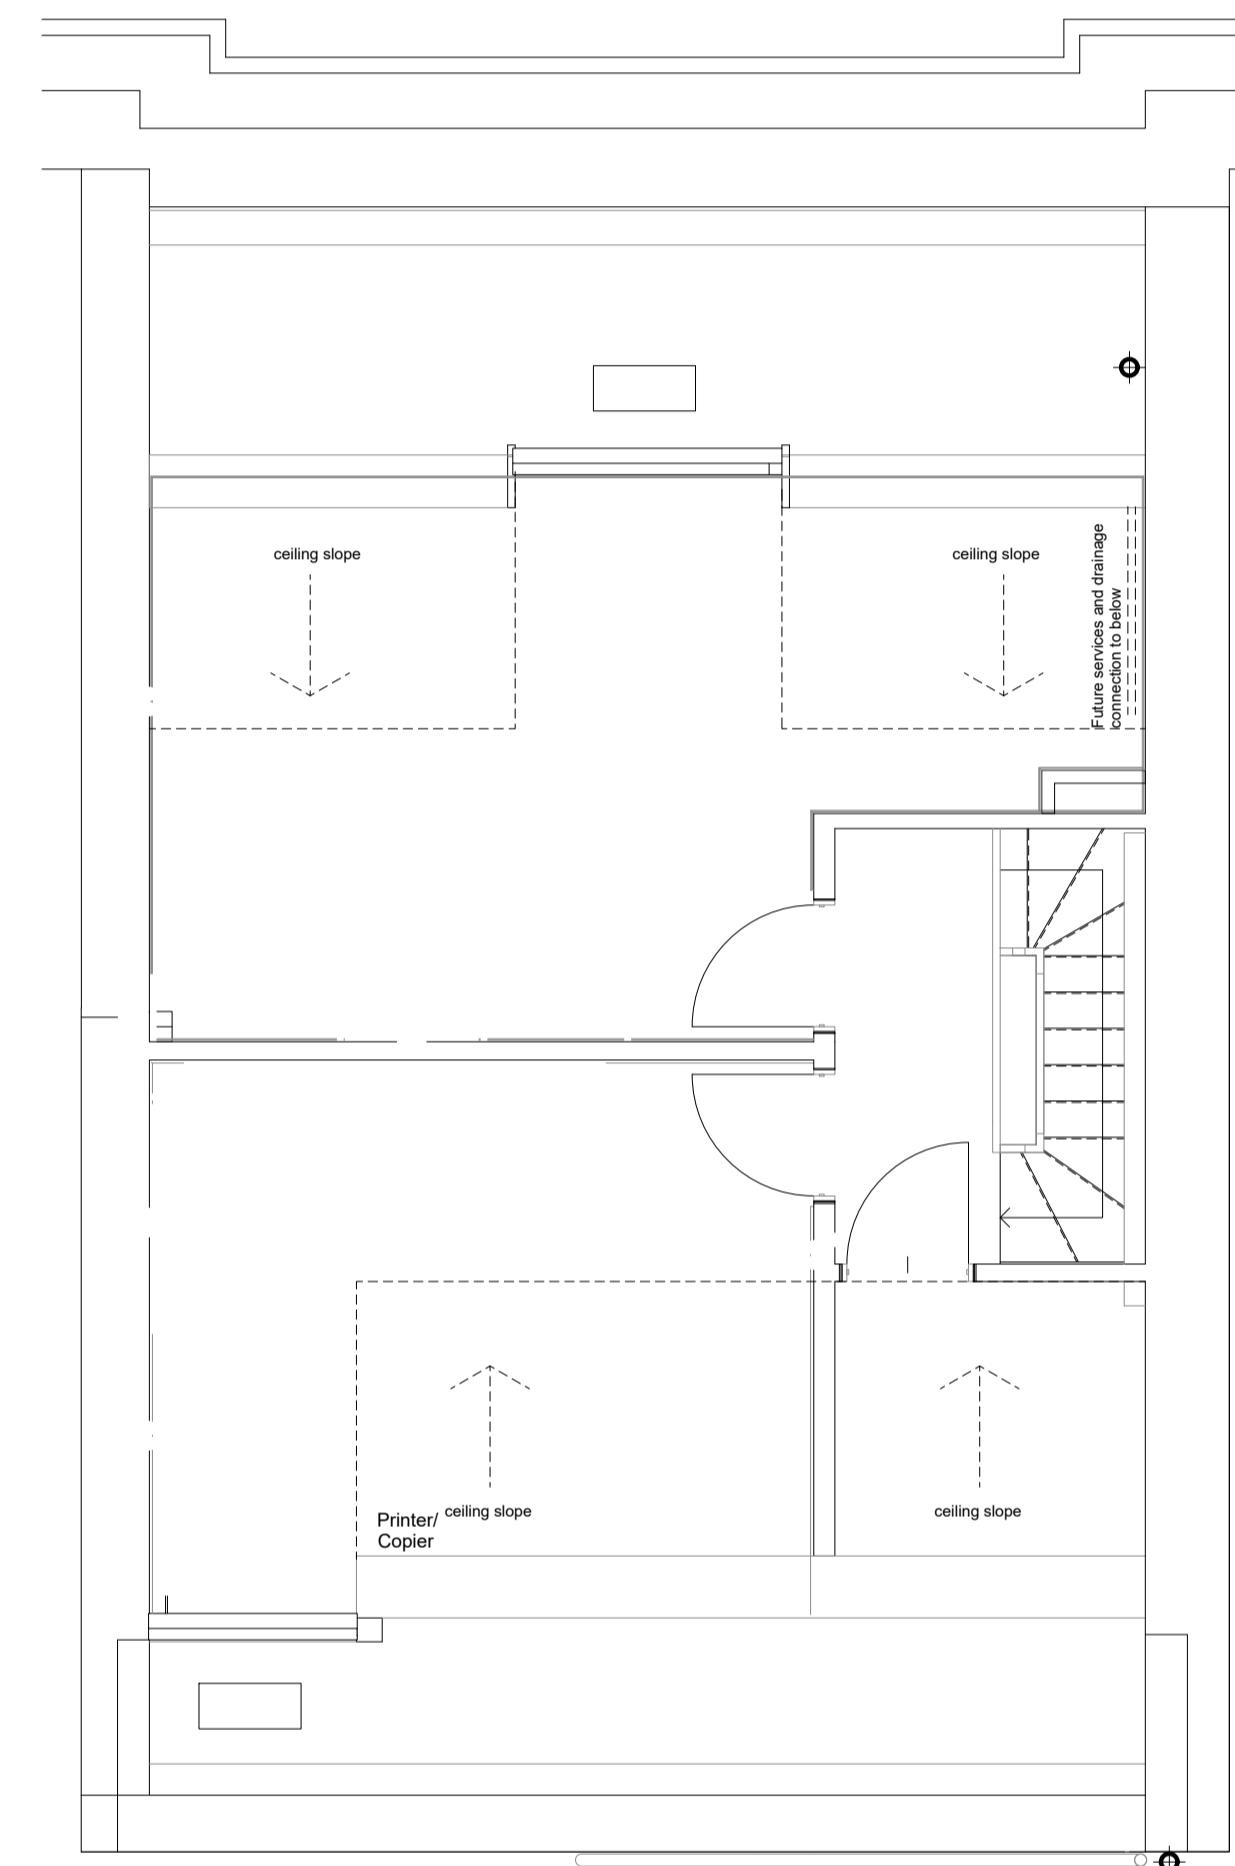 ceiling slope
ceiling slope
Future services and drainage
connection to below
Printer/
Copier
ceiling slope
ceiling slope